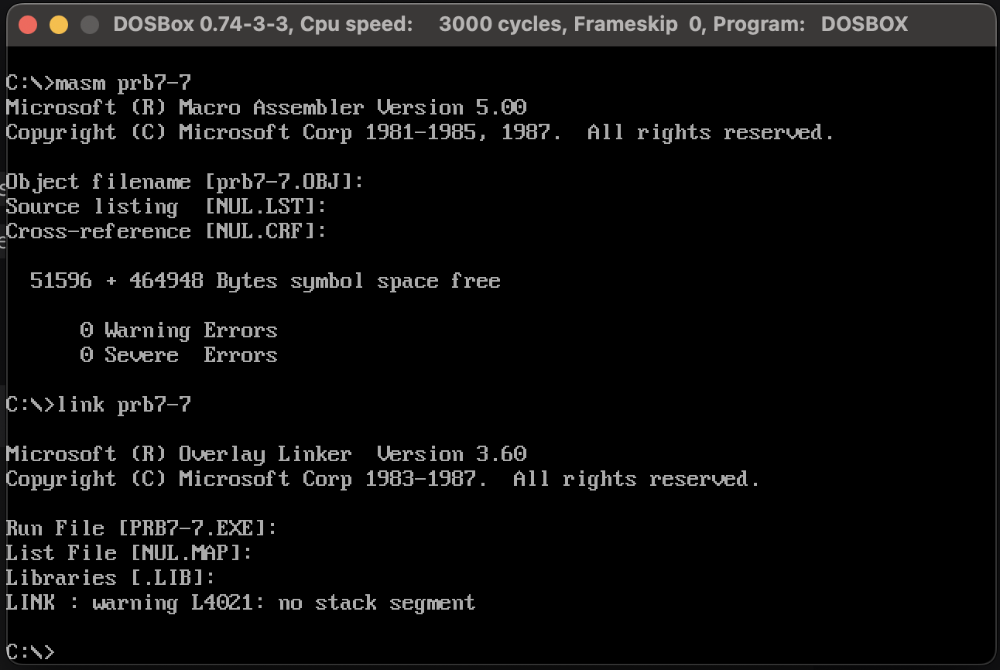 DOSBox 0.74-3-3, Cpu speed:    3000 cycles, Frameskip  0, Program:   DOSBOX
C:\>masm prb7-7
Microsoft (R) Macro Assembler Version 5.00
Copyright (C) Microsoft Corp 1981-1985, 1987.  All rights reserved.
Object filename [prb7-7.OBJ]:
Source listing  [NUL.LST]:
Cross-reference [NUL.CRF]:
  51596 + 464948 Bytes symbol space free
      0 Warning Errors
      0 Severe  Errors
C:\>link prb7-7
Microsoft (R) Overlay Linker  Version 3.60
Copyright (C) Microsoft Corp 1983-1987.  All rights reserved.
Run File [PRB7-7.EXE]:
List File [NUL.MAP]:
Libraries [.LIB]:
LINK : warning L4021: no stack segment
C:\>